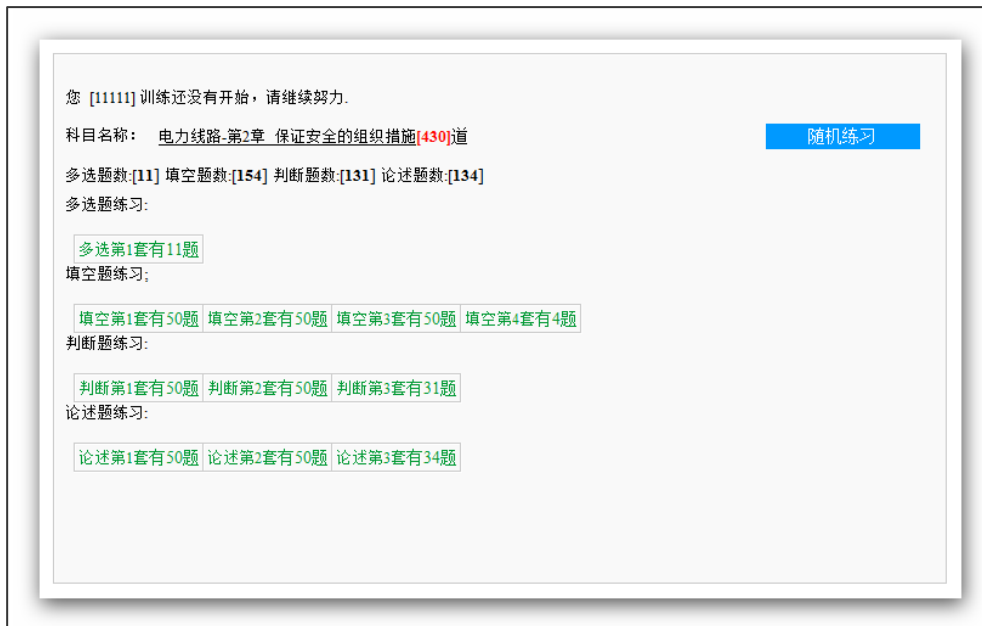 您 [11111] 训练还没有开始，请继续努力.
科目名称： 电力线路-第2章 保证安全的组织措施[430]道
随机练习
多选题数:[11] 填空题数:[154] 判断题数:[131] 论述题数:[134]
多选题练习:
多选第1套有11题
填空题练习;
填空第1套有50题 填空第2套有50题 填空第3套有50题 填空第4套有4题
判断题练习:
判断第1套有50题 判断第2套有50题 判断第3套有31题
论述题练习:
论述第1套有50题 论述第2套有50题 论述第3套有34题